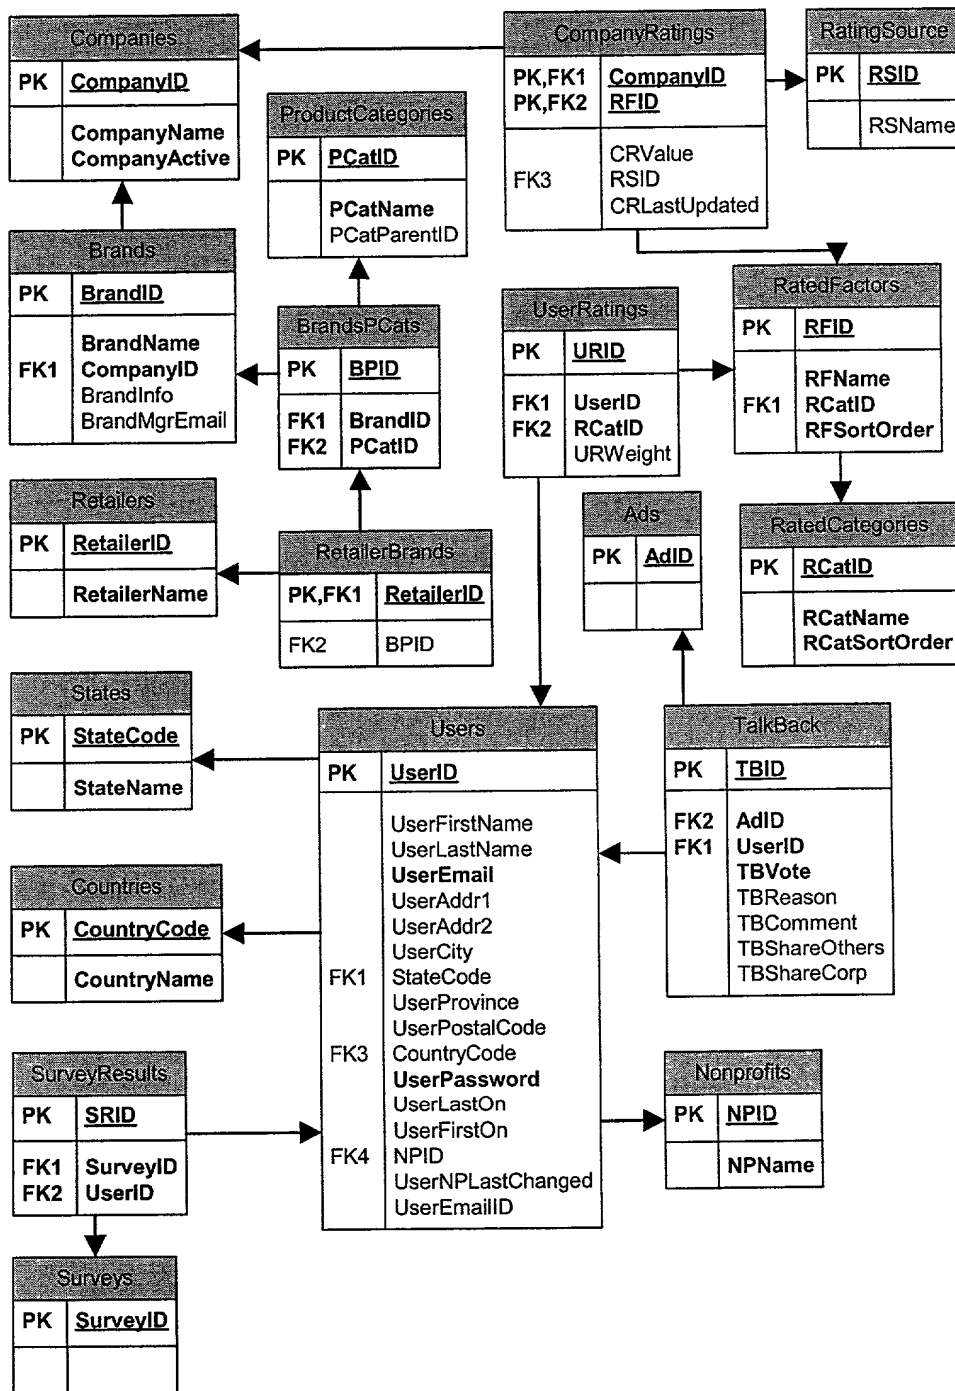 Companies
PK CompanyID
CompanyName
CompanyActive
CompanyRatings
PK,FK1 CompanyID
PK,FK2 RFID
CRValue
FK3 RSID
CRLastUpdated
RatingSource
PK RSID
RSName
ProductCategories
PK PCatID
PCatName
PCatParentID
Brands
PK BrandID
BrandName
FK1 CompanyID
BrandInfo
BrandMgrEmail
BrandsPCats
PK BPID
FK1 BrandID
FK2 PCatID
UserRatings
PK URID
FK1 UserID
FK2 RCatID
URWeight
RatedFactors
PK RFID
RFName
FK1 RCatID
RFSortOrder
Retailers
PK RetailerID
RetailerName
RetailerBrands
PK,FK1 RetailerID
FK2 BPID
Ads
PK AdID
RatedCategories
PK RCatID
RCatName
RCatSortOrder
States
PK StateCode
StateName
Users
PK UserID
UserFirstName
UserLastName
UserEmail
UserAddr1
UserAddr2
UserCity
FK1 StateCode
UserProvince
UserPostalCode
FK3 CountryCode
UserPassword
UserLastOn
UserFirstOn
FK4 NPID
UserNPLastChanged
UserEmailID
TalkBack
PK TBID
FK2 AdID
FK1 UserID
TBVote
TBReason
TBComment
TBShareOthers
TBShareCorp
Countries
PK CountryCode
CountryName
SurveyResults
PK SRID
FK1 SurveyID
FK2 UserID
Nonprofits
PK NPID
NPName
Surveys
PK SurveyID